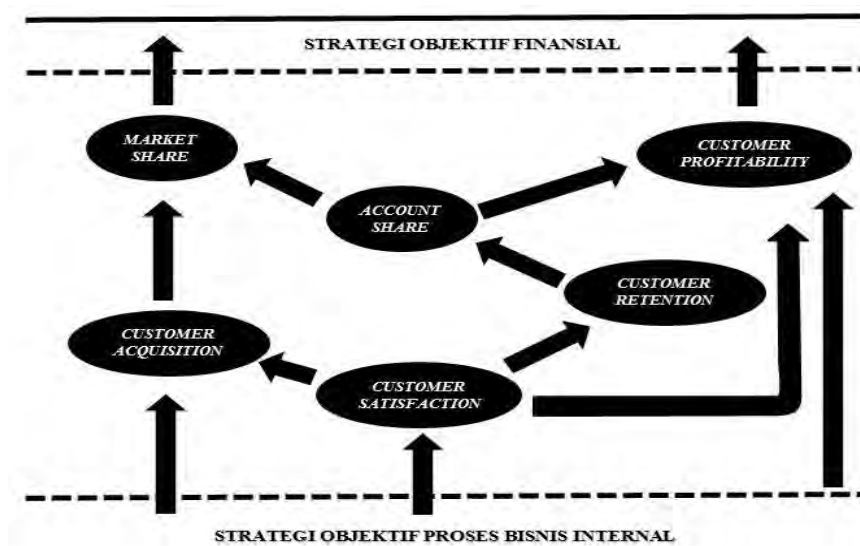 STRATEGI OBJEKTIF FINANSIAL
MARKET
SHARE
CUSTOMER
PROFITABILITY
ACCOUNT
SHARE
CUSTOMER
RETENTION
CUSTOMER
ACQUISITION
CUSTOMER
SATISFACTION
STRATEGI OBJEKTIF PROSES BISNIS INTERNAL